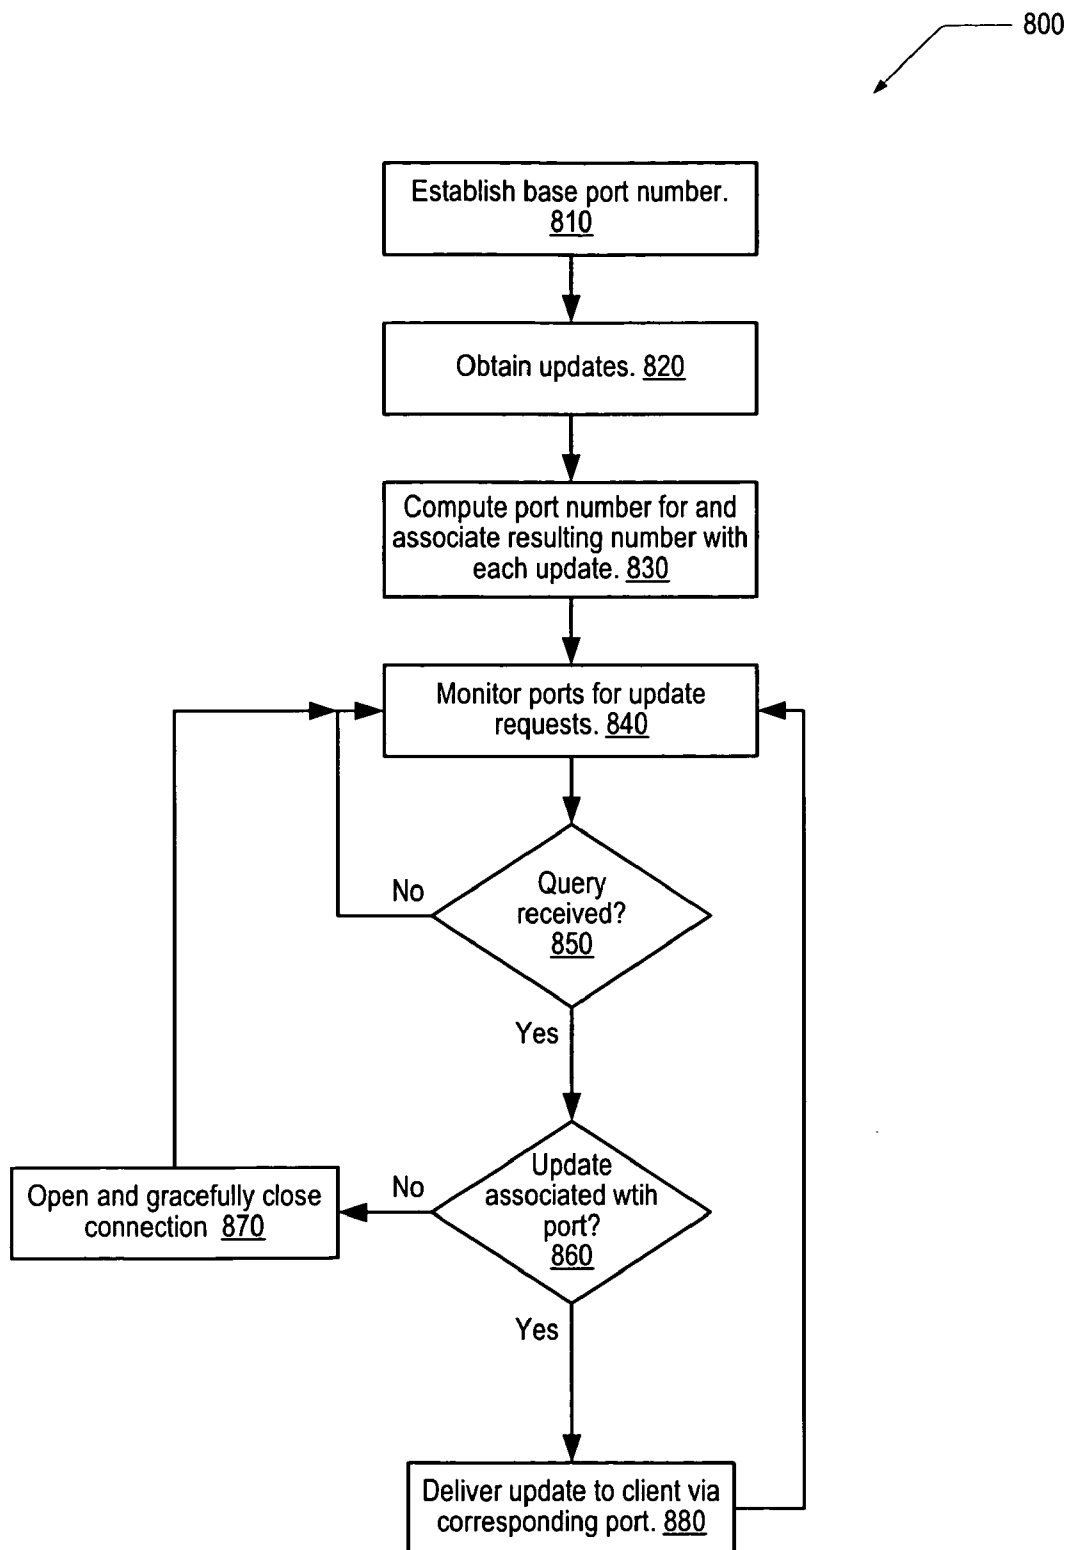 800
Establish base port number.
810
Obtain updates. 820
Compute port number for and
associate resulting number with
each update. 830
Monitor ports for update
requests. 840
No
Query
received?
850
Yes
Update
associated wtih
port?
860
No
Open and gracefully close
connection 870
Yes
Deliver update to client via
corresponding port. 880